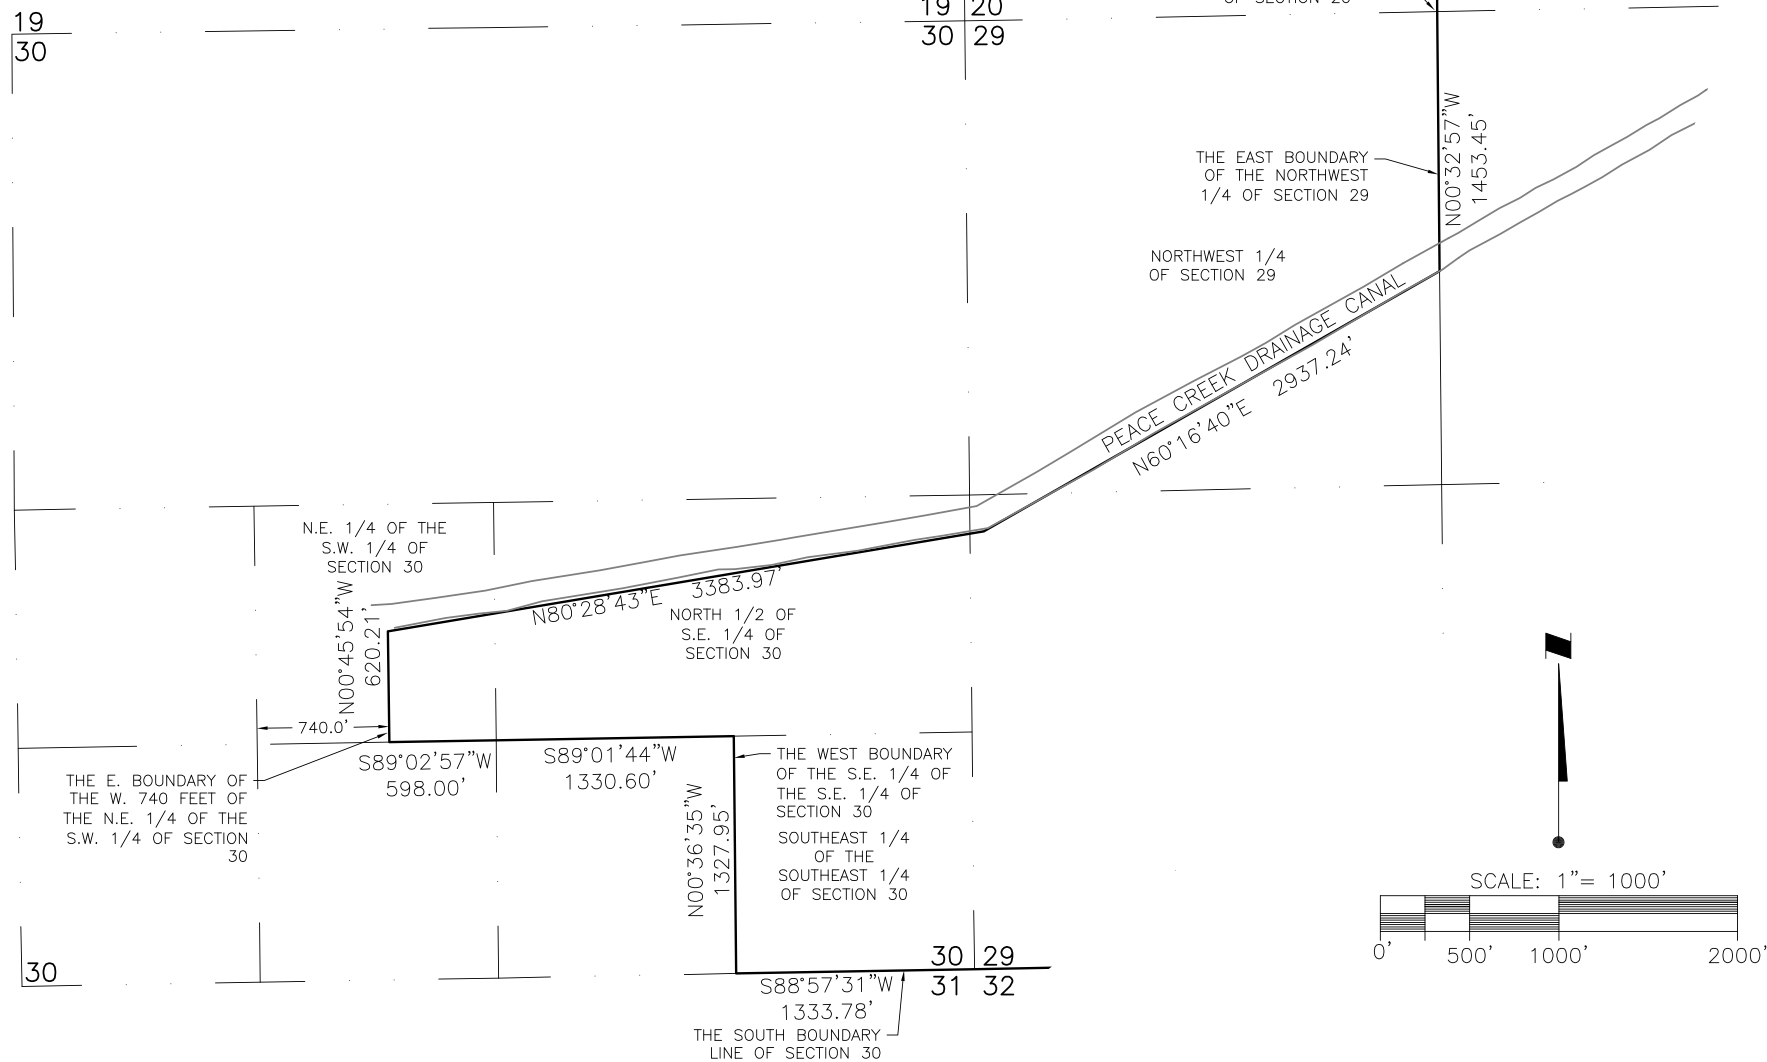 19
30
19 20
30 29
OF SECTION 20
THE EAST BOUNDARY
OF THE NORTHWEST
1/4 OF SECTION 29
N00°32'57"W
1453.45'
NORTHWEST 1/4
OF SECTION 29
PEACE CREEK DRAINAGE CANAL
N60°16'40"E 2937.24'
N.E. 1/4 OF THE
S.W. 1/4 OF
SECTION 30
N00°45'54"W
620.21'
N80°28'43"E 3383.97'
NORTH 1/2 OF
S.E. 1/4 OF
SECTION 30
740.0'
S89°02'57"W
598.00'
S89°01'44"W
1330.60'
THE E. BOUNDARY OF
THE W. 740 FEET OF
THE N.E. 1/4 OF THE
S.W. 1/4 OF SECTION
30
THE WEST BOUNDARY
OF THE S.E. 1/4 OF
THE S.E. 1/4 OF
SECTION 30
N00°36'35"W
1327.95'
SOUTHEAST 1/4
OF THE
SOUTHEAST 1/4
OF SECTION 30
SCALE: 1"= 1000'
0' 500' 1000' 2000'
30
30 29
31 32
S88°57'31"W
1333.78'
THE SOUTH BOUNDARY
LINE OF SECTION 30